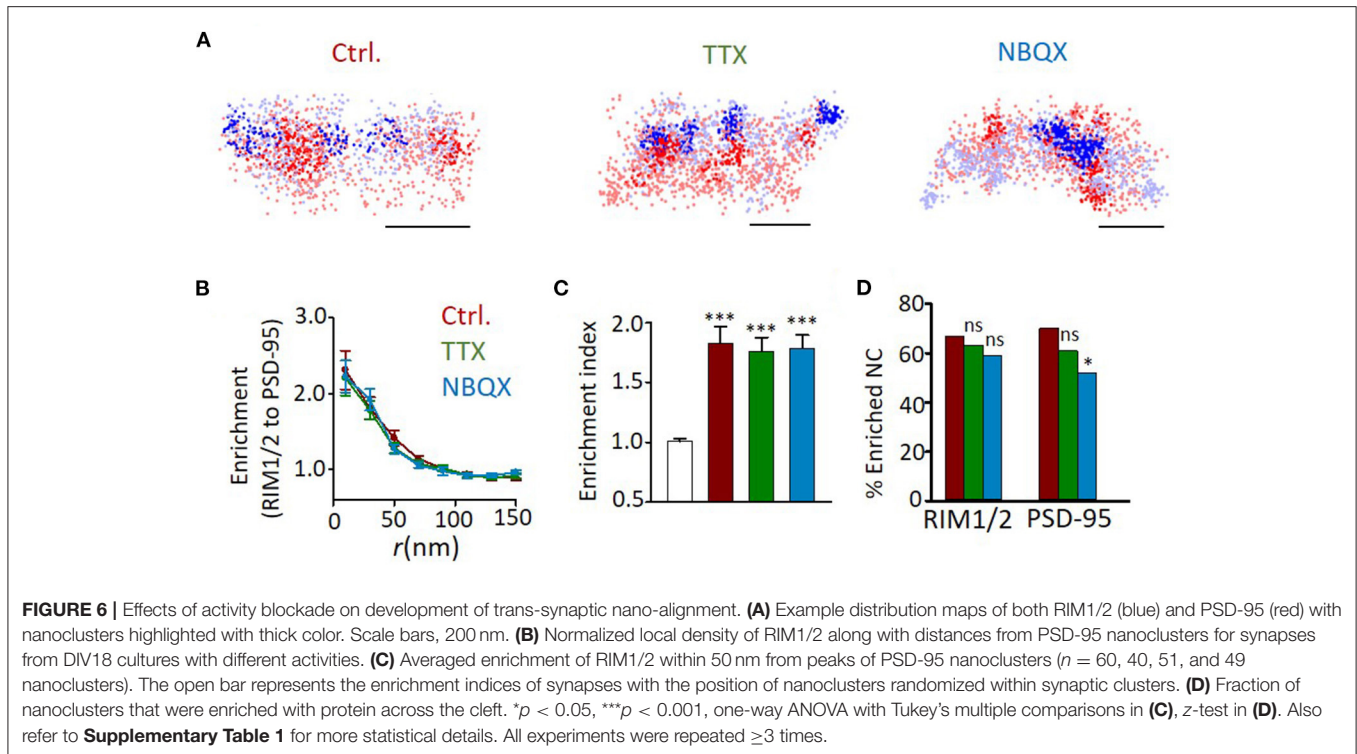 A
Ctrl.
TTX
NBQX
B
Enrichment
(RIM1/2 to PSD-95)
3.0
2.0
1.0
Ctrl.
TTX
NBQX
0
50
100
150
r(nm)
C
Enrichment index
2.0
1.5
1.0
0.5
***
***
***
D
% Enriched NC
80
60
40
20
0
ns
ns
ns
*
RIM1/2
PSD-95
FIGURE 6 | Effects of activity blockade on development of trans-synaptic nano-alignment. (A) Example distribution maps of both RIM1/2 (blue) and PSD-95 (red) with
nanoclusters highlighted with thick color. Scale bars, 200 nm. (B) Normalized local density of RIM1/2 along with distances from PSD-95 nanoclusters for synapses
from DIV18 cultures with different activities. (C) Averaged enrichment of RIM1/2 within 50 nm from peaks of PSD-95 nanoclusters (n = 60, 40, 51, and 49
nanoclusters). The open bar represents the enrichment indices of synapses with the position of nanoclusters randomized within synaptic clusters. (D) Fraction of
nanoclusters that were enriched with protein across the cleft. *p < 0.05, ***p < 0.001, one-way ANOVA with Tukey's multiple comparisons in (C), z-test in (D). Also
refer to Supplementary Table 1 for more statistical details. All experiments were repeated ≥3 times.